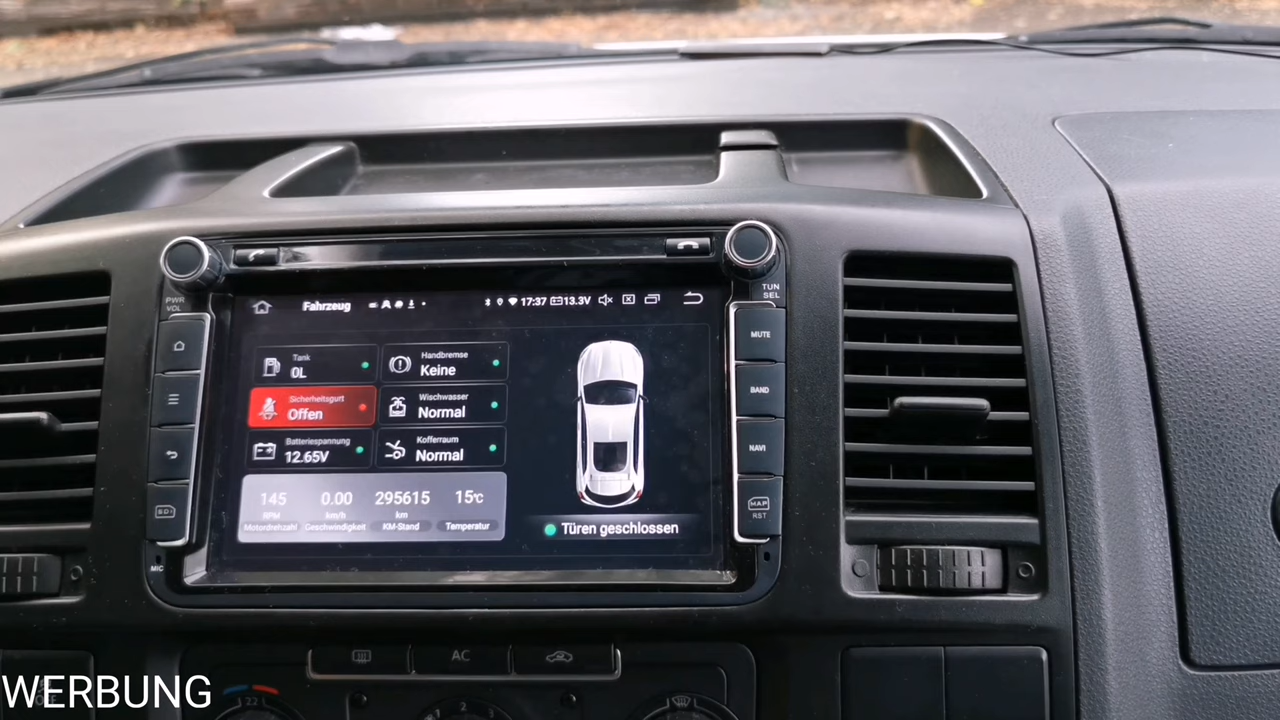 PWR
VOL
TUN
SEL
Fahrzeug
17:37
13.3V
Tank
0L
Handbremse
Keine
Sicherheitsgurt
Offen
Wischwasser
Normal
Batteriespannung
12.65V
Kofferraum
Normal
145
0.00
295615
15°C
RPM
km/h
km
Motordrehzahl
Geschwindigkeit
KM-Stand
Temperatur
Türen geschlossen
MUTE
BAND
NAVI
MAP
RST
MIC
AC
22
2
WERBUNG